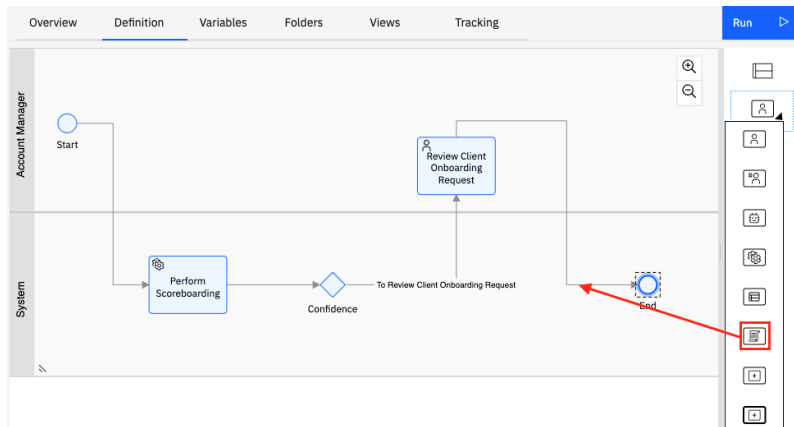 Overview Definition Variables Folders Views Tracking Run
Account Manager
Start
Review Client
Onboarding
Request
System
Perform
Scoreboarding
Confidence
To Review Client Onboarding Request
End